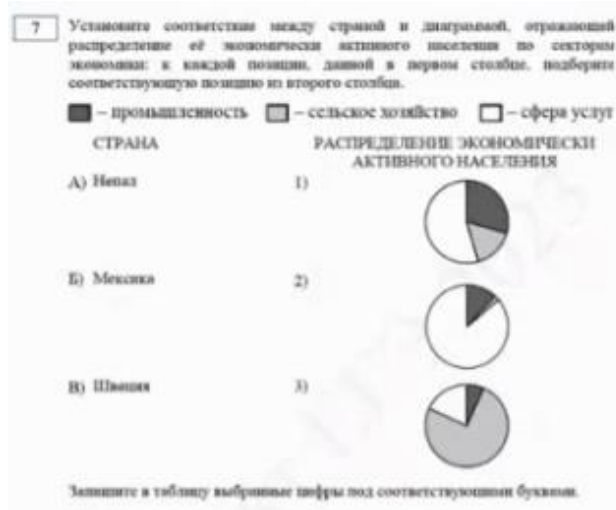 7
Установите соответствие между страной и диаграммой, отражающей
распределение её экономически активного населения по секторам
экономики: к каждой позиции, данной в первом столбце, подберите
соответствующую позицию из второго столбца.
– промышленность – сельское хозяйство – сфера услуг
СТРАНА РАСПРЕДЕЛЕНИЕ ЭКОНОМИЧЕСКИ
АКТИВНОГО НАСЕЛЕНИЯ
А) Непал 1)
Б) Мексика 2)
В) Швеция 3)
Запишите в таблицу выбранные цифры под соответствующими буквами.